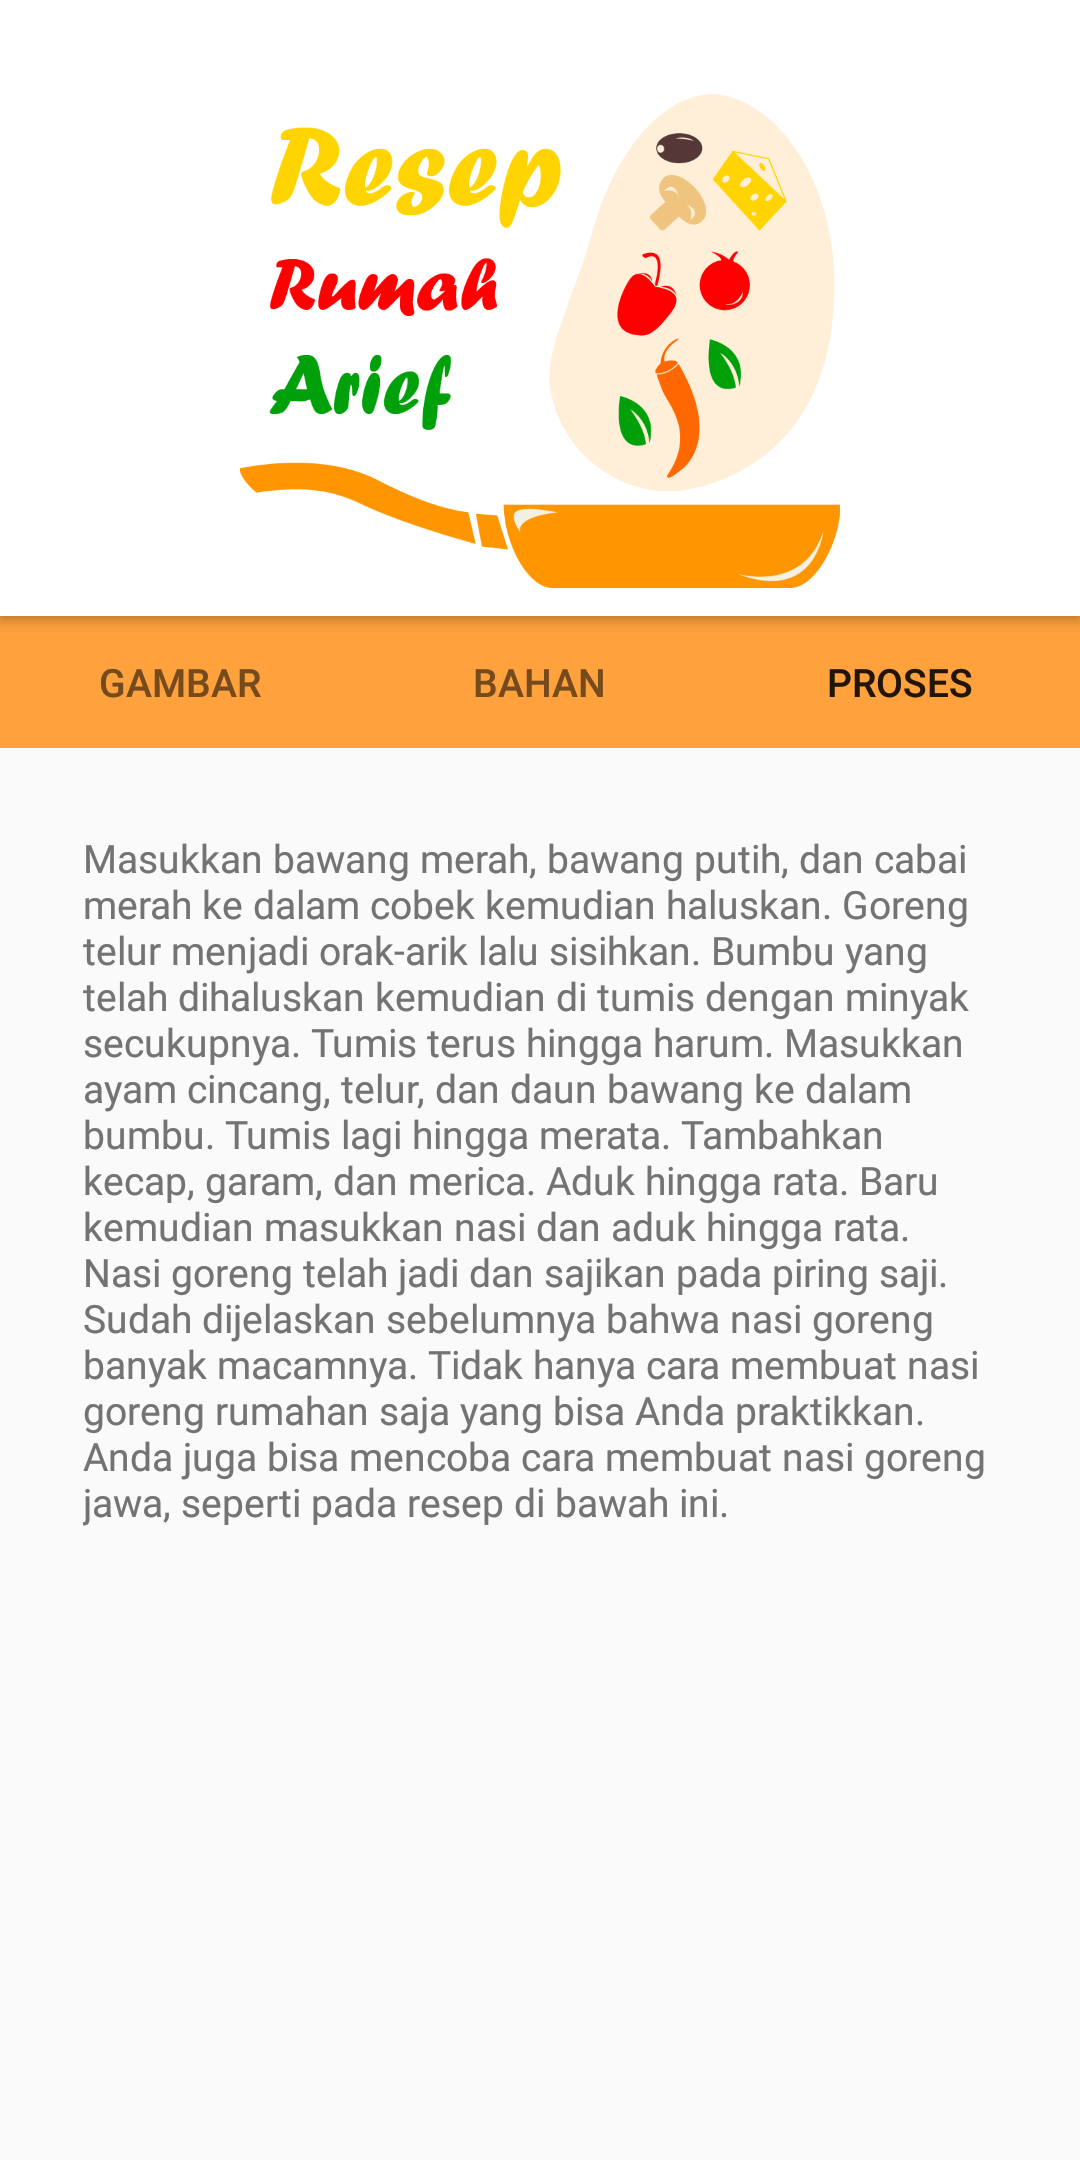 Resep
Rumah
Arief
GAMBAR BAHAN PROSES
Masukkan bawang merah, bawang putih, dan cabai
merah ke dalam cobek kemudian haluskan. Goreng
telur menjadi orak-arik lalu sisihkan. Bumbu yang
telah dihaluskan kemudian di tumis dengan minyak
secukupnya. Tumis terus hingga harum. Masukkan
ayam cincang, telur, dan daun bawang ke dalam
bumbu. Tumis lagi hingga merata. Tambahkan
kecap, garam, dan merica. Aduk hingga rata. Baru
kemudian masukkan nasi dan aduk hingga rata.
Nasi goreng telah jadi dan sajikan pada piring saji.
Sudah dijelaskan sebelumnya bahwa nasi goreng
banyak macamnya. Tidak hanya cara membuat nasi
goreng rumahan saja yang bisa Anda praktikkan.
Anda juga bisa mencoba cara membuat nasi goreng
jawa, seperti pada resep di bawah ini.